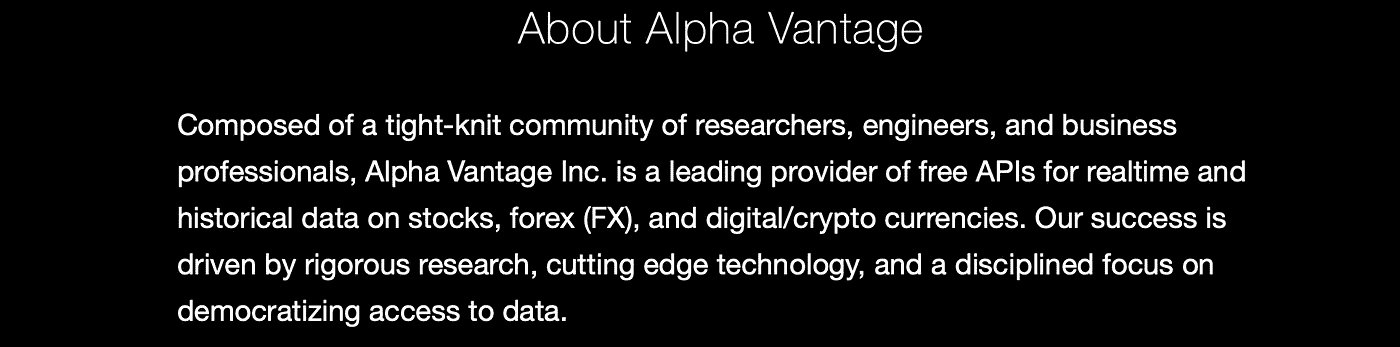 About Alpha Vantage
Composed of a tight-knit community of researchers, engineers, and business
professionals, Alpha Vantage Inc. is a leading provider of free APIs for realtime and
historical data on stocks, forex (FX), and digital/crypto currencies. Our success is
driven by rigorous research, cutting edge technology, and a disciplined focus on
democratizing access to data.